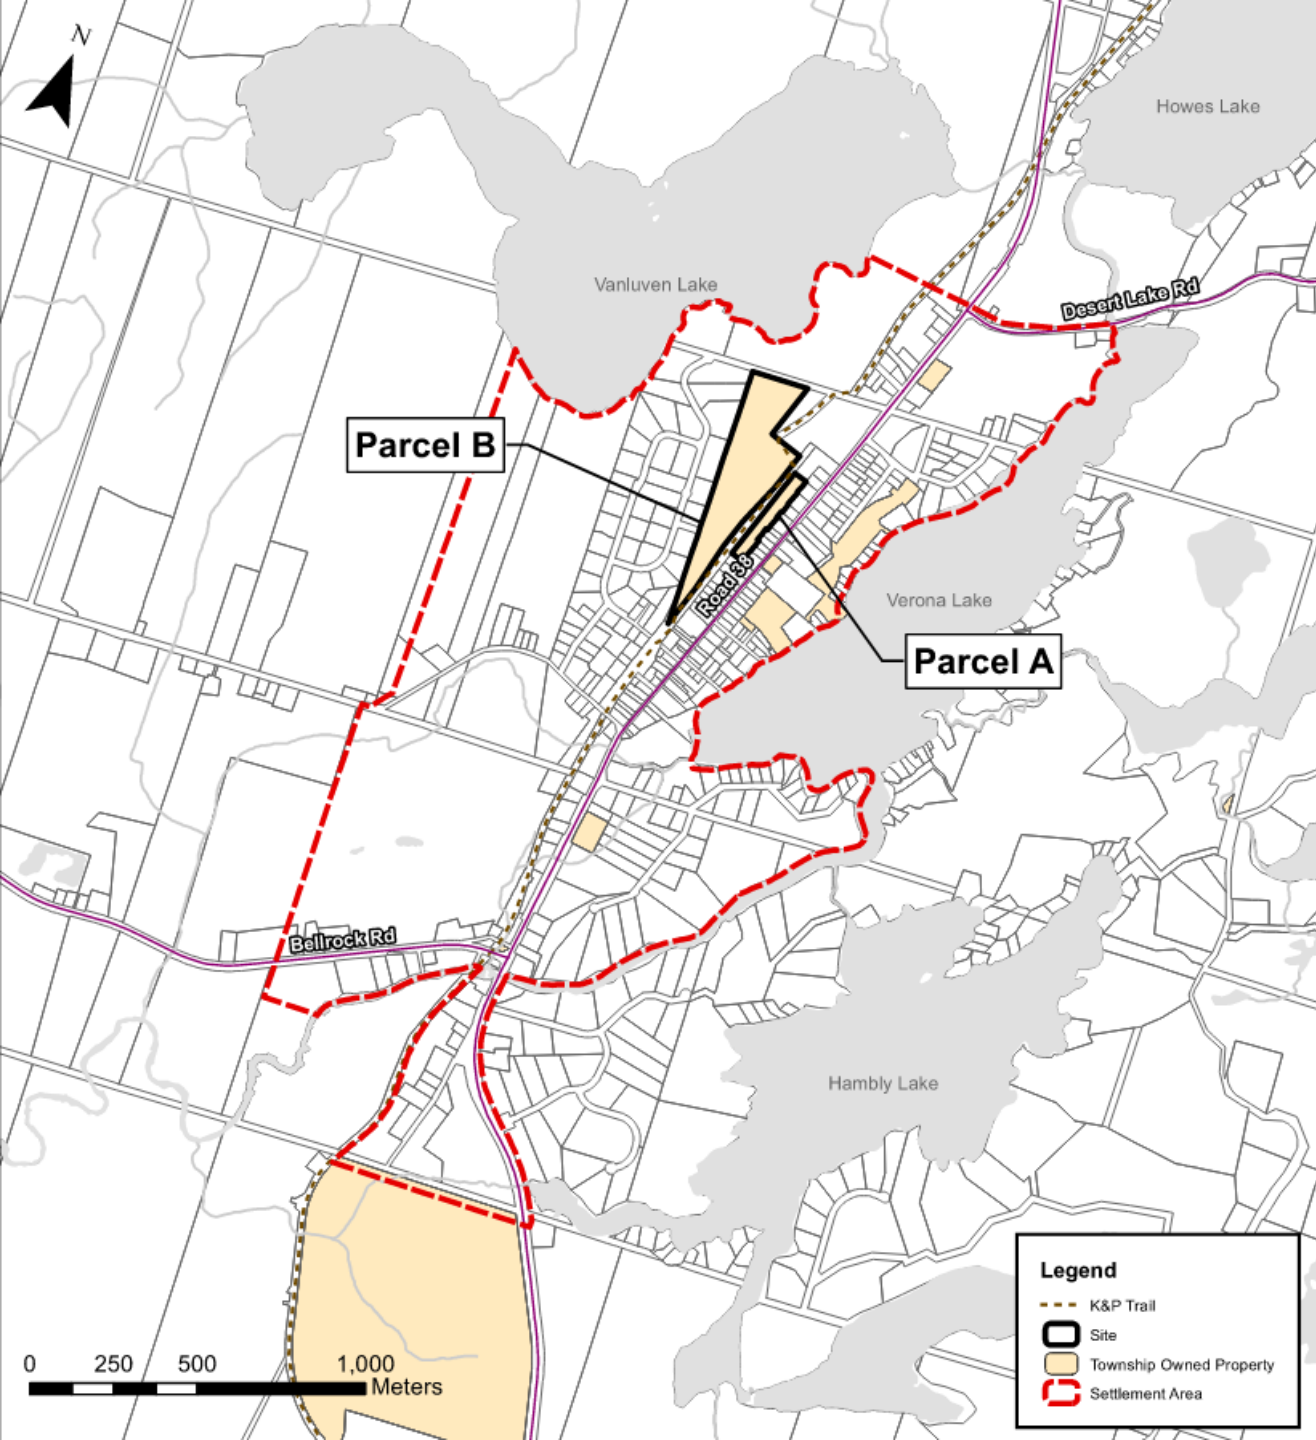 N
Howes Lake
Vanluven Lake
Desert Lake Rd
Parcel B
Road 38
Verona Lake
Parcel A
Bellrock Rd
Hambly Lake
Legend
K&P Trail
Site
Township Owned Property
Settlement Area
0 250 500 1,000
Meters